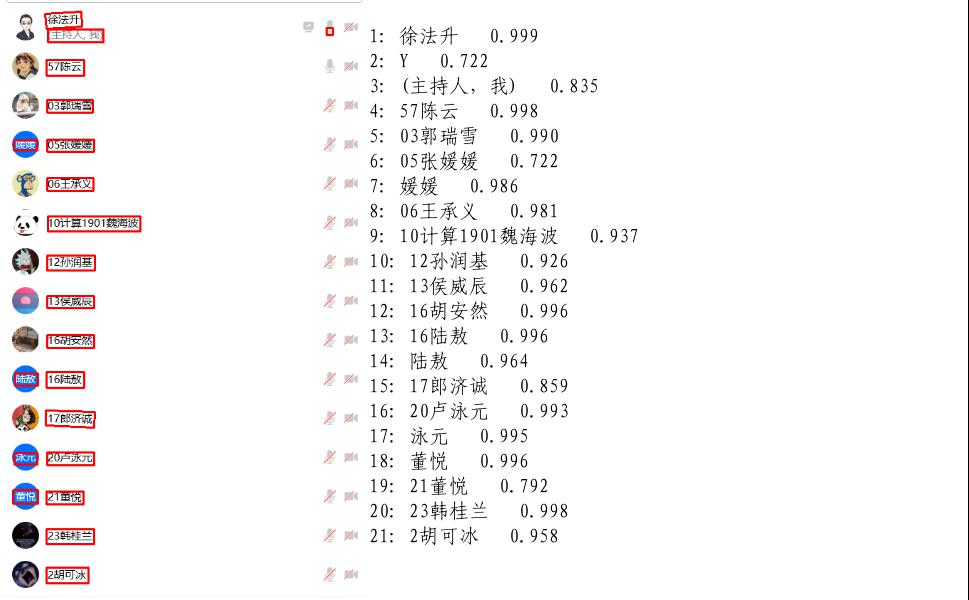 徐法升
(主持人, 我)
57陈云
03郭瑞雪
媛媛 05张媛媛
06王承义
10计算1901魏海波
12孙润基
13侯威辰
16胡安然
陆敖 16陆敖
17郎济诚
泳元 20卢泳元
董悦 21董悦
23韩桂兰
2胡可冰
1: 徐法升 0.999
2: Y 0.722
3: (主持人, 我) 0.835
4: 57陈云 0.998
5: 03郭瑞雪 0.990
6: 05张媛媛 0.722
7: 媛媛 0.986
8: 06王承义 0.981
9: 10计算1901魏海波 0.937
10: 12孙润基 0.926
11: 13侯威辰 0.962
12: 16胡安然 0.996
13: 16陆敖 0.996
14: 陆敖 0.964
15: 17郎济诚 0.859
16: 20卢泳元 0.993
17: 泳元 0.995
18: 董悦 0.996
19: 21董悦 0.792
20: 23韩桂兰 0.998
21: 2胡可冰 0.958